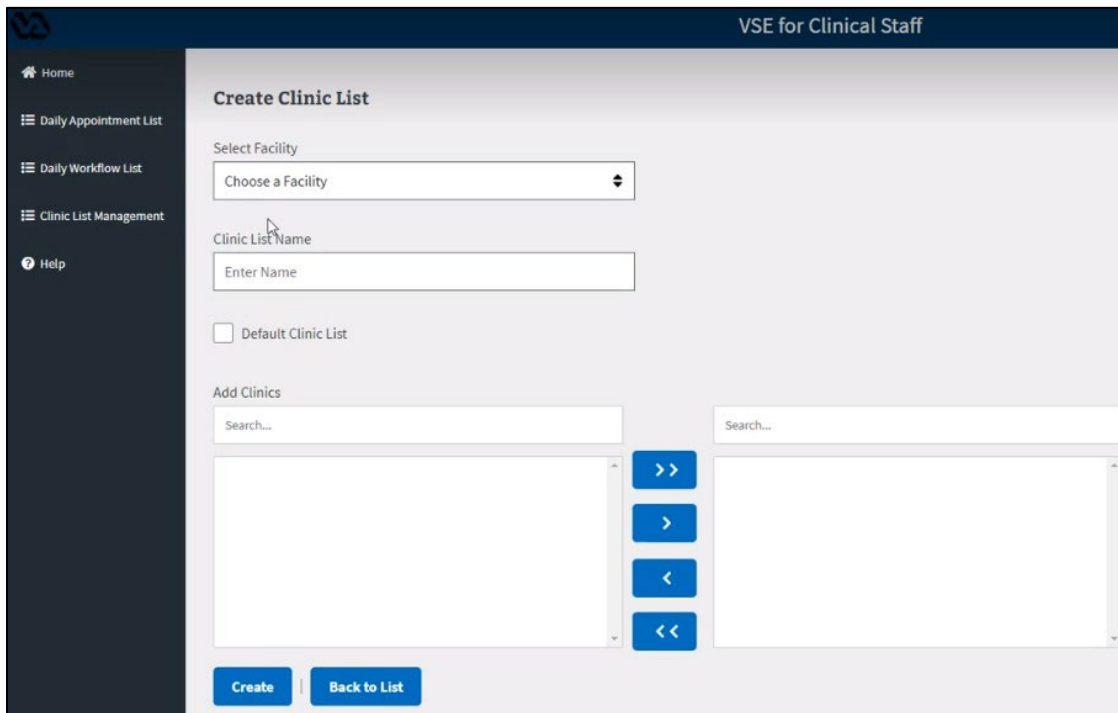 VSE for Clinical Staff
Home
Daily Appointment List
Daily Workflow List
Clinic List Management
Help
Create Clinic List
Select Facility
Choose a Facility
Clinic List Name
Enter Name
Default Clinic List
Add Clinics
Search...
Search...
>>
>
<
<<
Create | Back to List